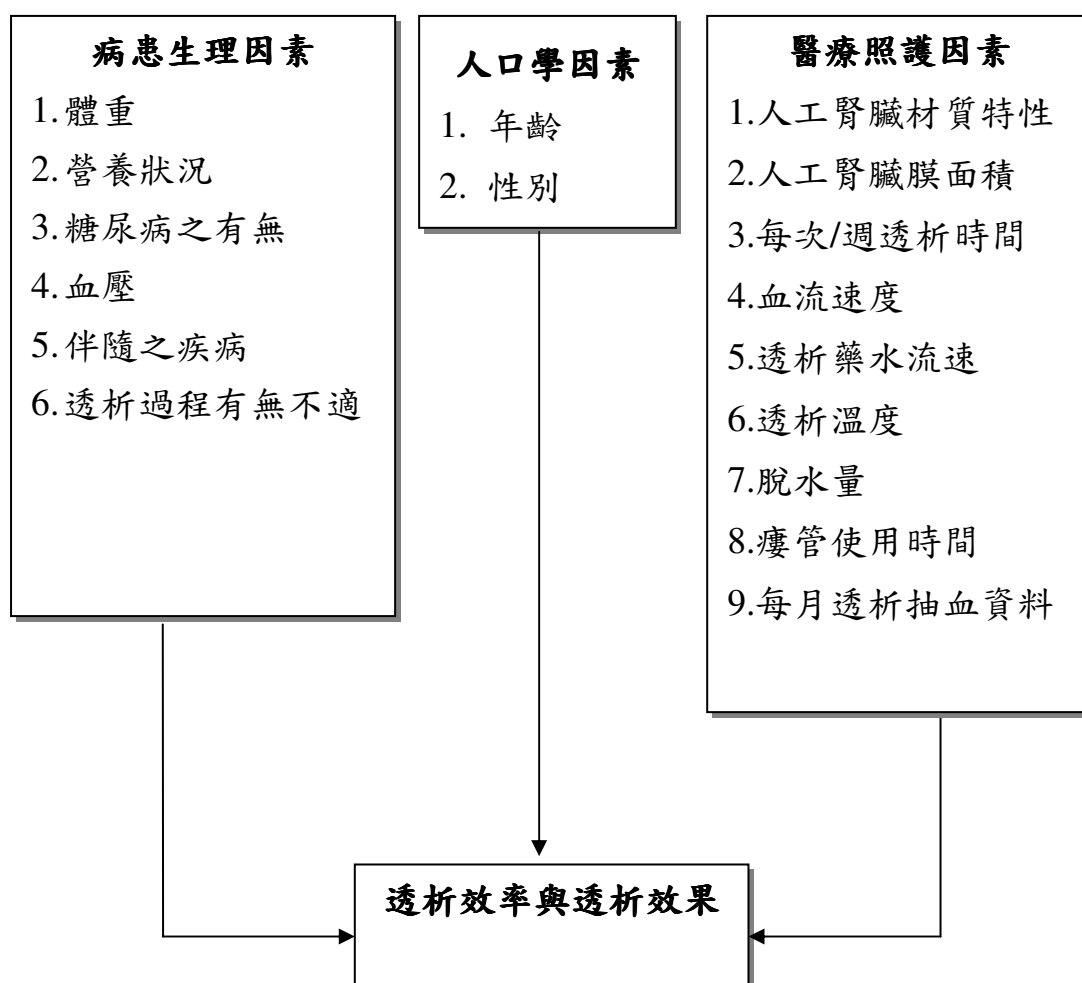 病患生理因素
1.體重
2.營養狀況
3.糖尿病之有無
4.血壓
5.伴隨之疾病
6.透析過程有無不適
人口學因素
1. 年齡
2. 性別
醫療照護因素
1.人工腎臟材質特性
2.人工腎臟膜面積
3.每次/週透析時間
4.血流速度
5.透析藥水流速
6.透析溫度
7.脫水量
8.瘻管使用時間
9.每月透析抽血資料
透析效率與透析效果